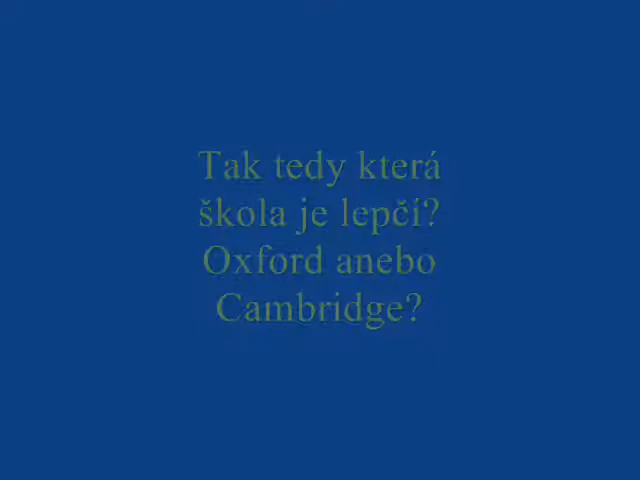 Tak tedy která
škola je lepčí?
Oxford anebo
Cambridge?